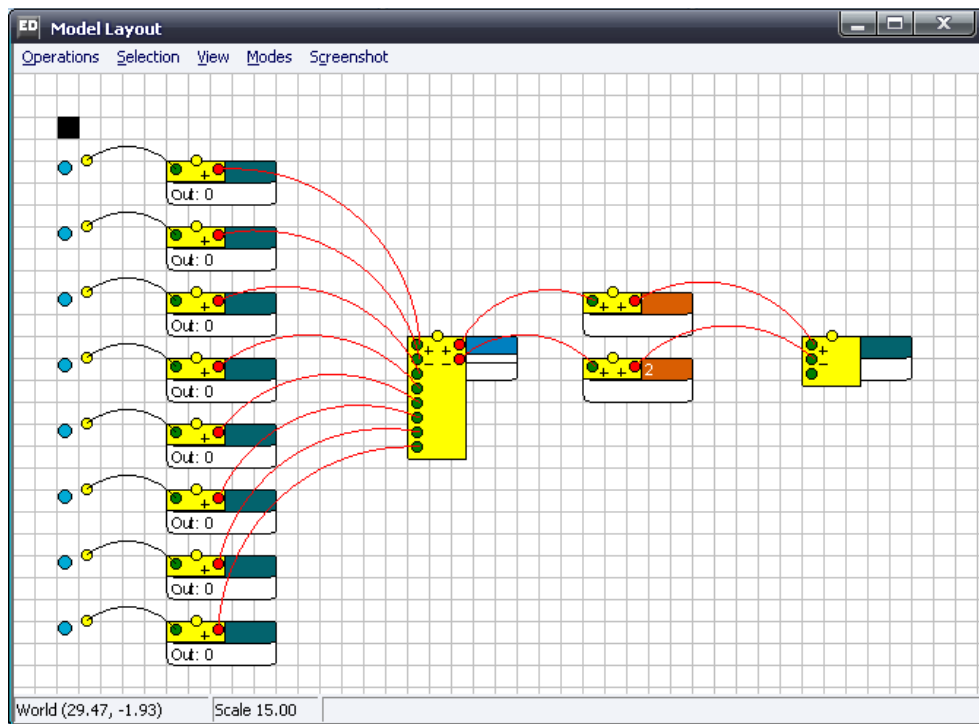 ED Model Layout
Operations Selection View Modes Screenshot
Out: 0
Out: 0
Out: 0
Out: 0
2
Out: 0
Out: 0
Out: 0
Out: 0
World (29.47, -1.93) Scale 15.00